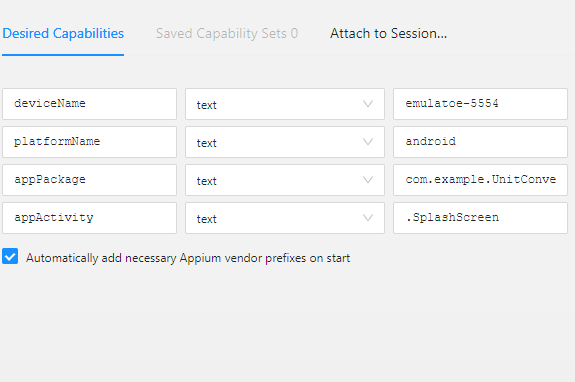 Desired Capabilities Saved Capability Sets 0 Attach to Session...
deviceName text emulatoe-5554
platformName text android
appPackage text com.example.UnitConve
appActivity text .SplashScreen
Automatically add necessary Appium vendor prefixes on start